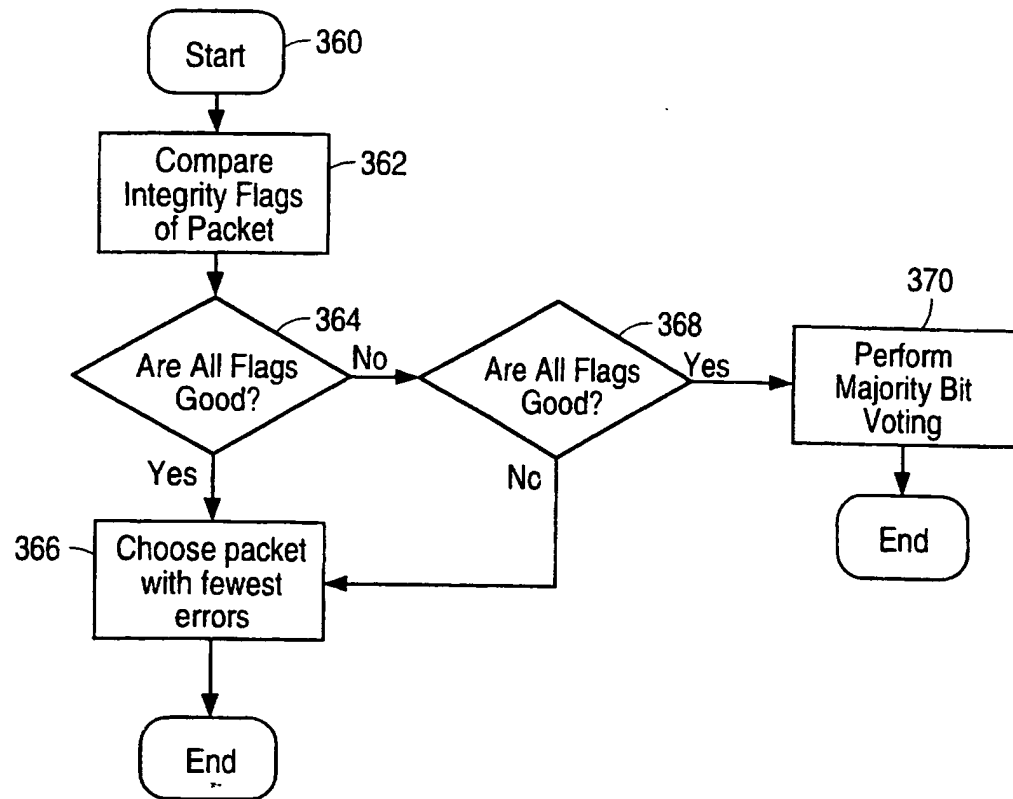 Start
360
Compare
Integrity Flags
of Packet
362
Are All Flags
Good?
364
No
Yes
Are All Flags
Good?
368
Yes
Nc
Perform
Majority Bit
Voting
370
End
366
Choose packet
with fewest
errors
End